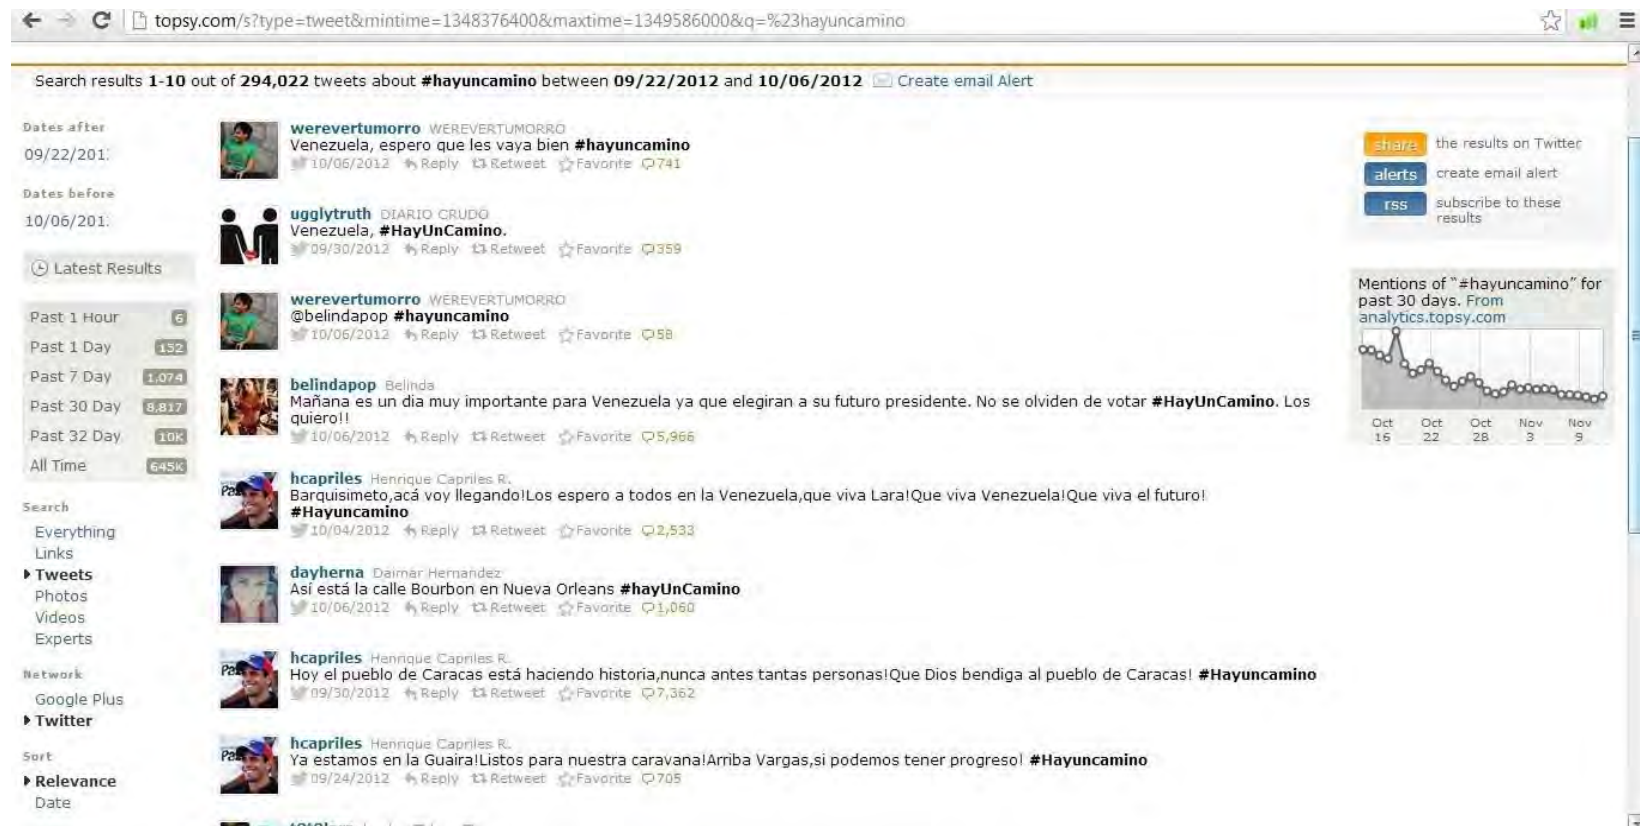 topsy.com/s?type=tweet&mintime=1348376400&maxtime=1349586000&q=%23hayuncamino
Search results 1-10 out of 294,022 tweets about #hayuncamino between 09/22/2012 and 10/06/2012 Create email Alert
Dates after
09/22/201
Dates before
10/06/201
Latest Results
Past 1 Hour 6
Past 1 Day 132
Past 7 Day 1,074
Past 30 Day 8,817
Past 32 Day 10K
All Time 645K
Search
Everything
Links
Tweets
Photos
Videos
Experts
Network
Google Plus
Twitter
Sort
Relevance
Date
werevertumorro WEREVERTUMORRO
Venezuela, espero que les vaya bien #hayuncamino
10/06/2012 Reply Retweet Favorite 741
ugglytruth DIARIO CRUDO
Venezuela, #HayUnCamino.
09/30/2012 Reply Retweet Favorite 359
werevertumorro WEREVERTUMORRO
@belindapop #hayuncamino
10/06/2012 Reply Retweet Favorite 58
belindapop Belinda
Mañana es un dia muy importante para Venezuela ya que elegiran a su futuro presidente. No se olviden de votar #HayUnCamino. Los
quiero!!
10/06/2012 Reply Retweet Favorite 5,966
hcapriles Henrique Capriles R.
Barquisimeto,acá voy llegando!Los espero a todos en la Venezuela,que viva Lara!Que viva Venezuela!Que viva el futuro!
#Hayuncamino
10/04/2012 Reply Retweet Favorite 2,533
dayherna Daimar Hernandez
Así está la calle Bourbon en Nueva Orleans #hayUnCamino
10/06/2012 Reply Retweet Favorite 1,060
hcapriles Henrique Capriles R.
Hoy el pueblo de Caracas está haciendo historia,nunca antes tantas personas!Que Dios bendiga al pueblo de Caracas! #Hayuncamino
09/30/2012 Reply Retweet Favorite 7,362
hcapriles Henrique Capriles R.
Ya estamos en la Guaira!Listos para nuestra caravana!Arriba Vargas,si podemos tener progreso! #Hayuncamino
09/24/2012 Reply Retweet Favorite 705
share the results on Twitter
alerts create email alert
rss subscribe to these
results
Mentions of "#hayuncamino" for
past 30 days. From
analytics.topsy.com
Oct Oct Oct Nov Nov
16 22 28 3 9